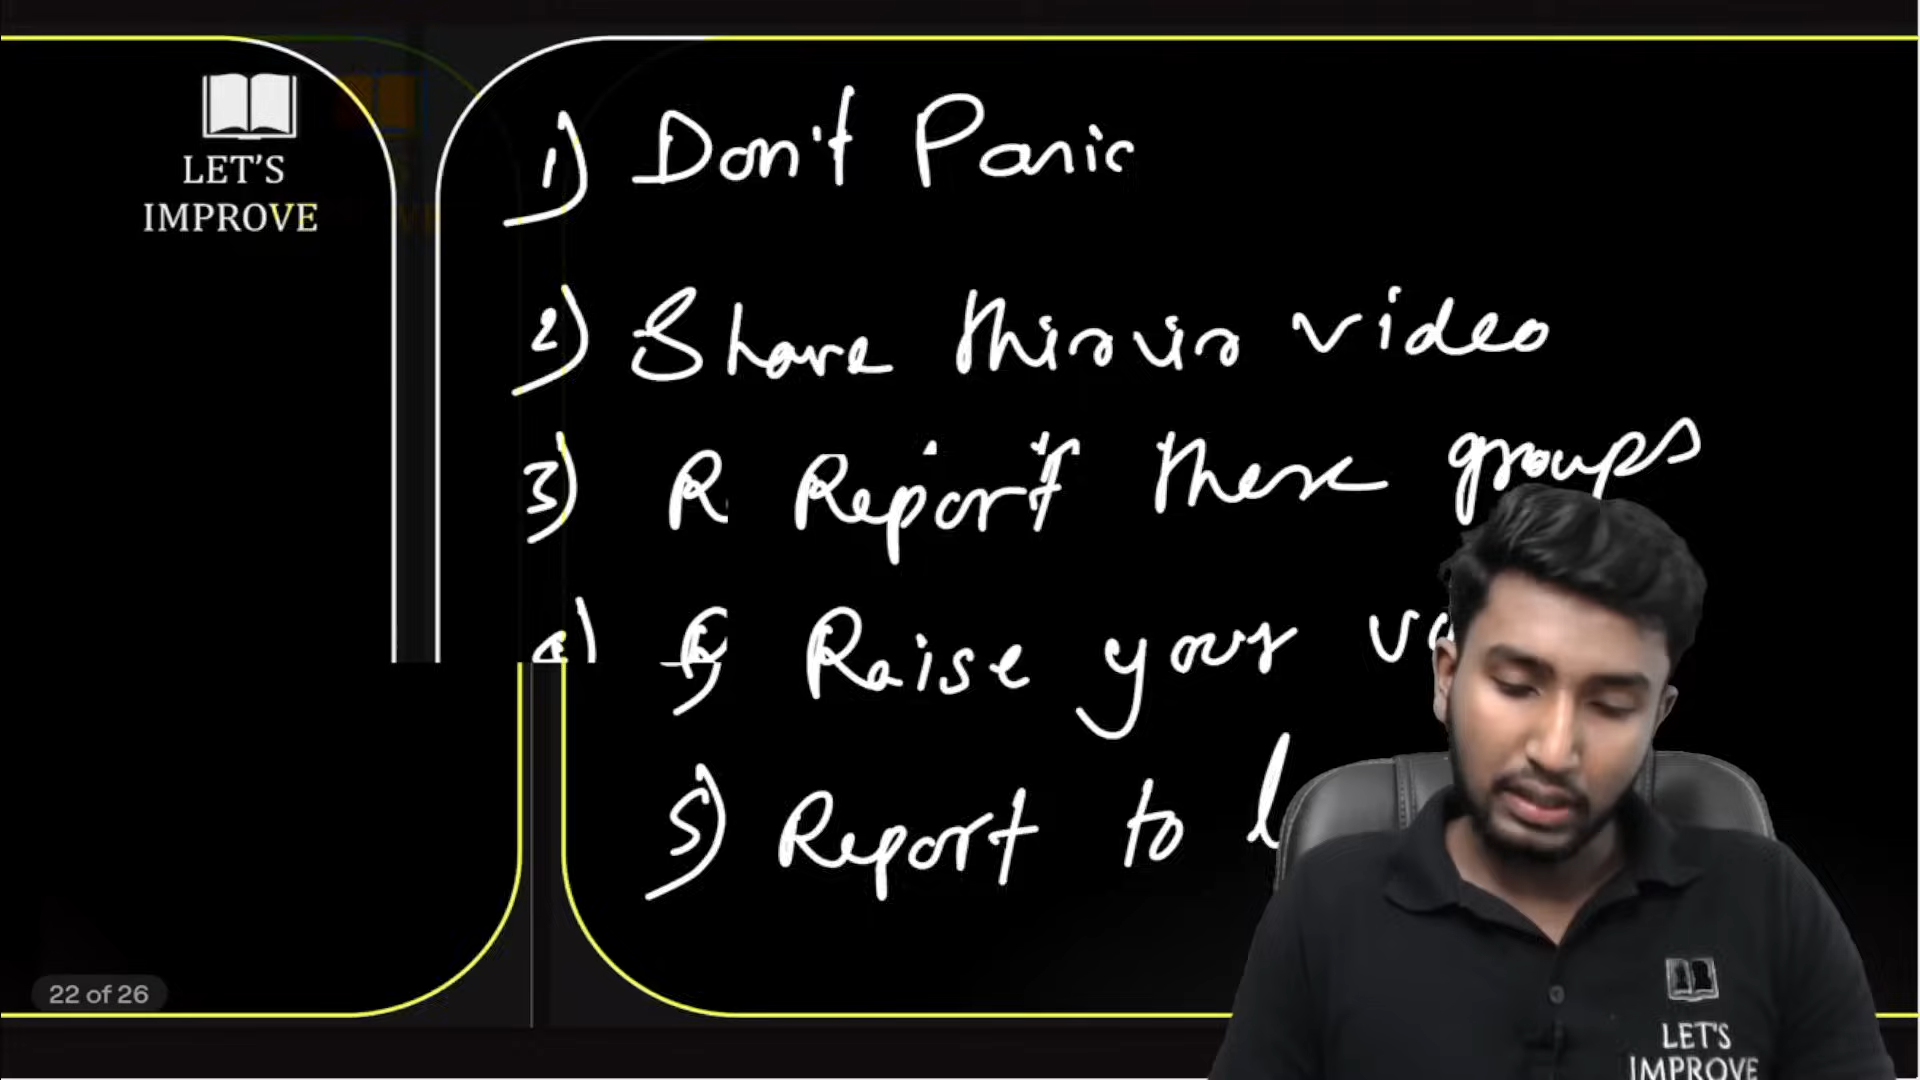 LET'S
IMPROVE
1) Don't Panic
2) Share this video
3) R Report these groups
4) R Raise your
5) Report to
22 of 26
LET'S
IMPROVE